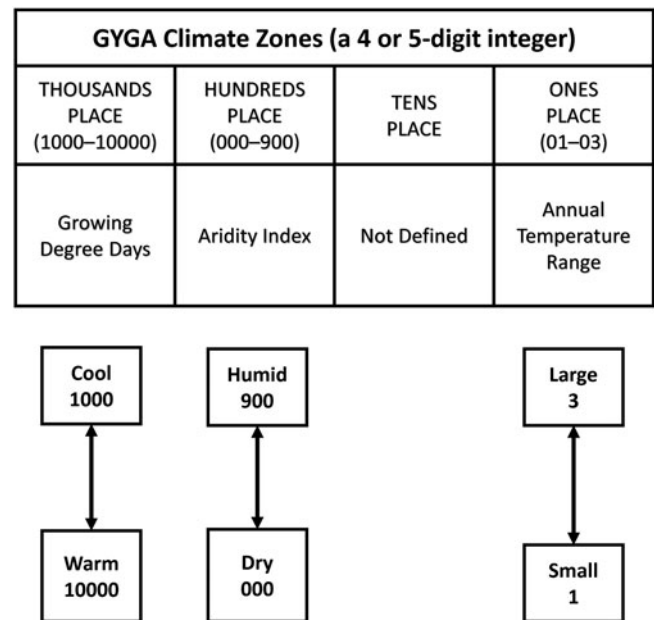 GYGA Climate Zones (a 4 or 5-digit integer)
THOUSANDS
PLACE
(1000–10000)
HUNDREDS
PLACE
(000–900)
TENS
PLACE
ONES
PLACE
(01–03)
Growing
Degree Days
Aridity Index
Not Defined
Annual
Temperature
Range
Cool
1000
Humid
900
Large
3
Warm
10000
Dry
000
Small
1